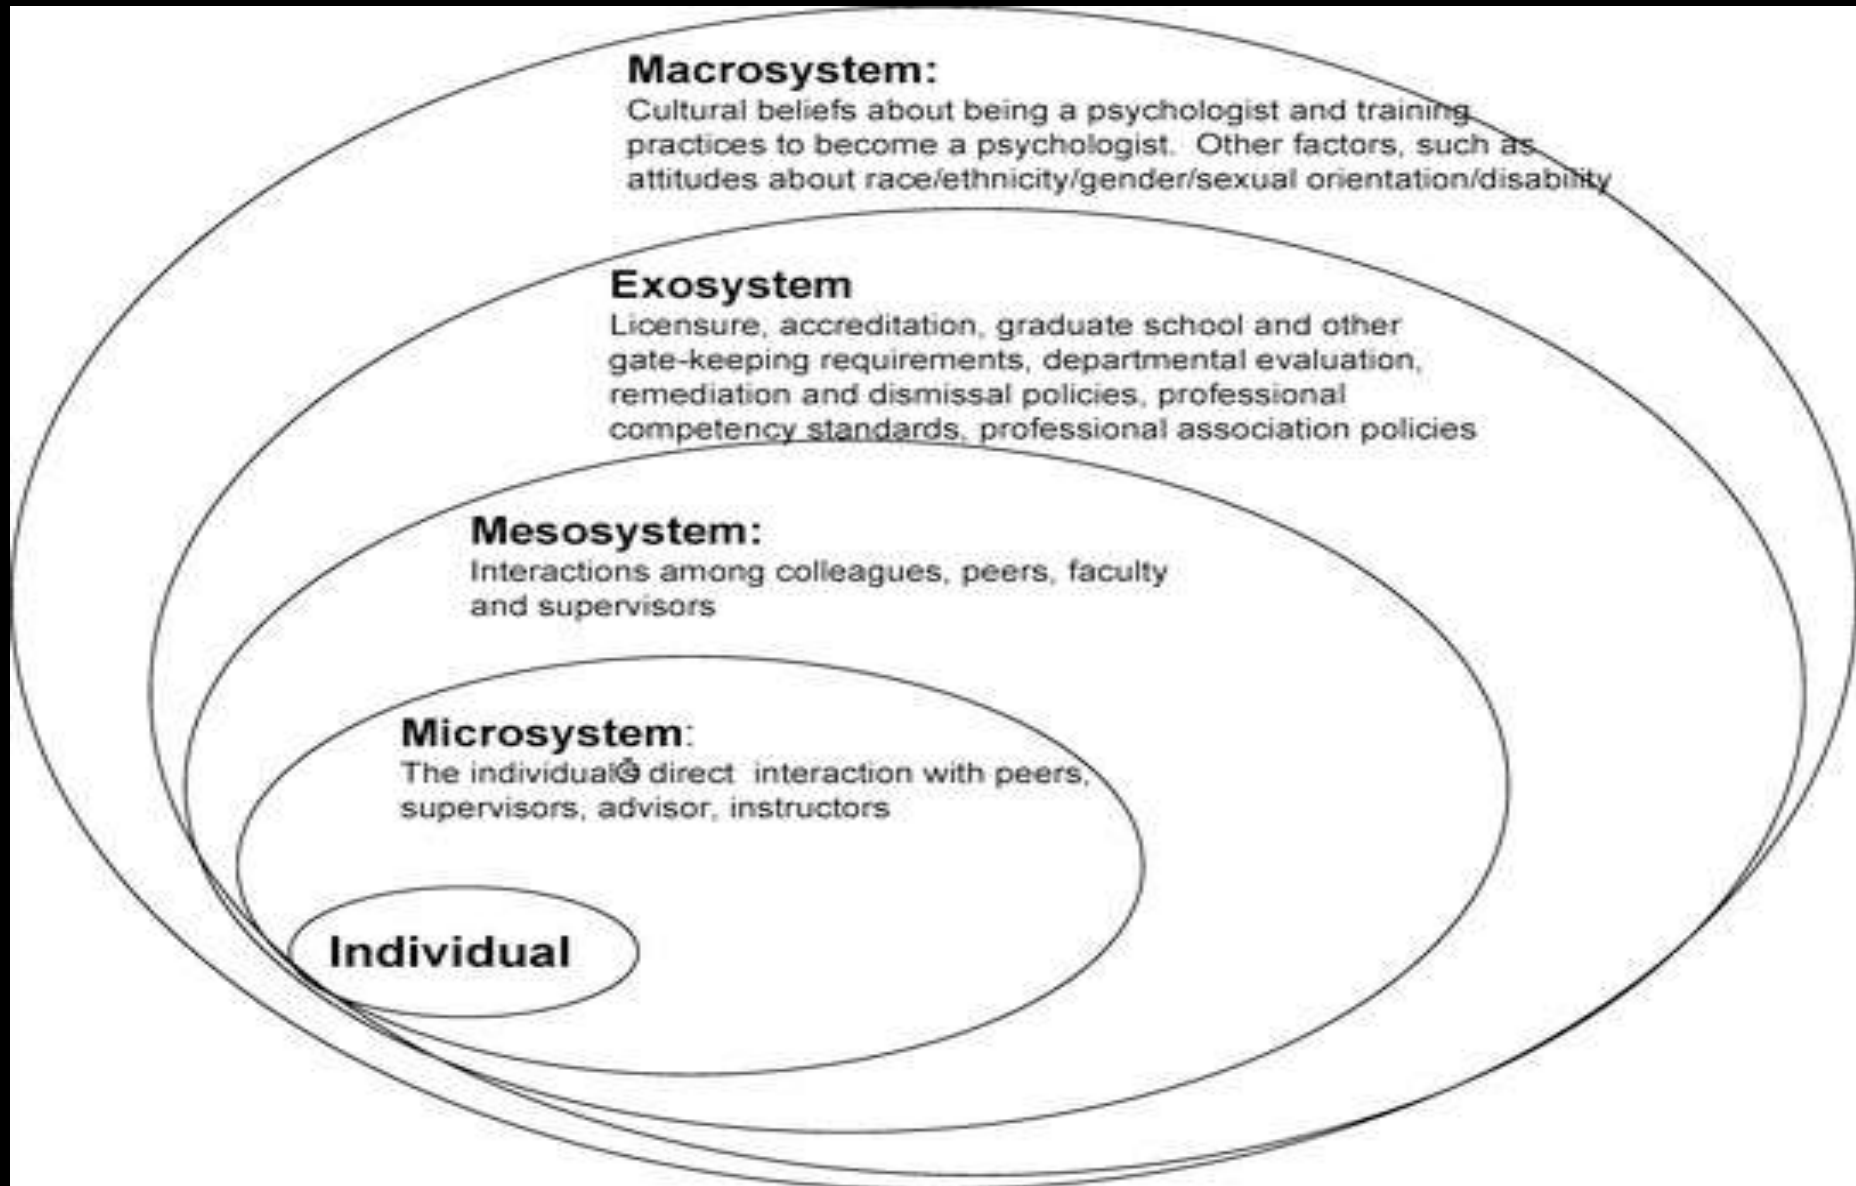 Macrosystem:
Cultural beliefs about being a psychologist and training
practices to become a psychologist. Other factors, such as
attitudes about race/ethnicity/gender/sexual orientation/disability
Exosystem
Licensure, accreditation, graduate school and other
gate-keeping requirements, departmental evaluation,
remediation and dismissal policies, professional
competency standards, professional association policies
Mesosystem:
Interactions among colleagues, peers, faculty
and supervisors
Microsystem:
The direct interaction with peers,
supervisors, advisor, instructors
Individual